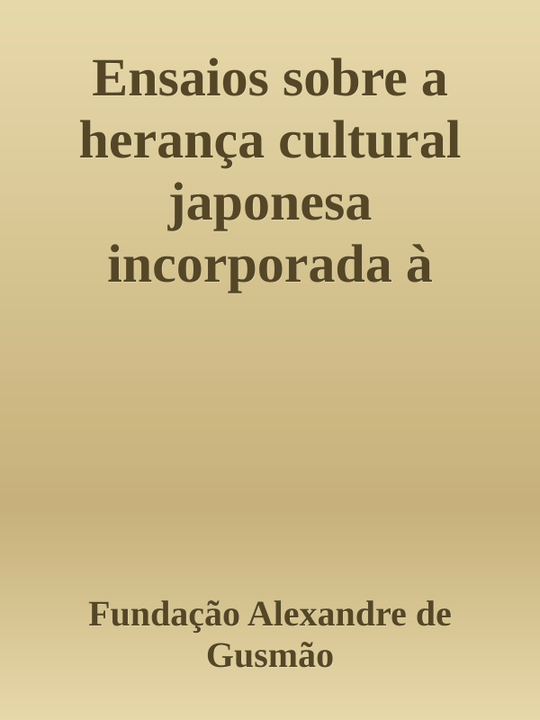 Ensaios sobre a
herança cultural
japonesa
incorporada à
Fundação Alexandre de
Gusmão